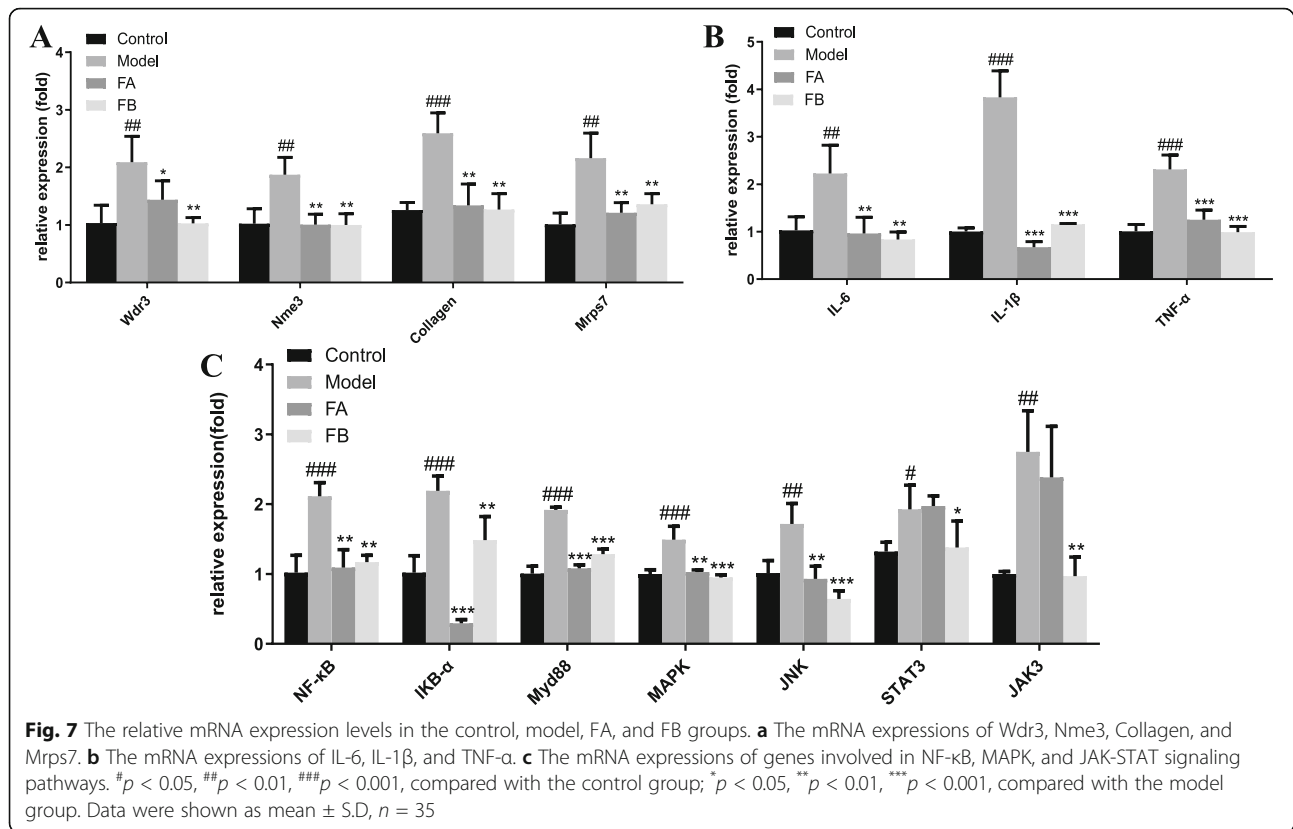 A
Control
Model
FA
FB
relative expression (fold)
4
3
2
1
0
##
*
**
##
**
**
###
**
**
##
**
**
Wdr3
Nme3
Collagen
Mrps7
B
Control
Model
FA
FB
relative expression (fold)
5
4
3
2
1
0
##
**
**
###
***
***
###
***
***
IL-6
IL-1β
TNF-α
C
Control
Model
FA
FB
relative expression(fold)
4
3
2
1
0
###
**
**
###
***
**
###
***
***
###
**
***
##
**
***
#
*
##
**
NF-κB
IKB-α
Myd88
MAPK
JNK
STAT3
JAK3
Fig. 7 The relative mRNA expression levels in the control, model, FA, and FB groups. a The mRNA expressions of Wdr3, Nme3, Collagen, and
Mrps7. b The mRNA expressions of IL-6, IL-1β, and TNF-α. c The mRNA expressions of genes involved in NF-κB, MAPK, and JAK-STAT signaling
pathways. #p < 0.05, ##p < 0.01, ###p < 0.001, compared with the control group; *p < 0.05, **p < 0.01, ***p < 0.001, compared with the model
group. Data were shown as mean ± S.D, n = 35